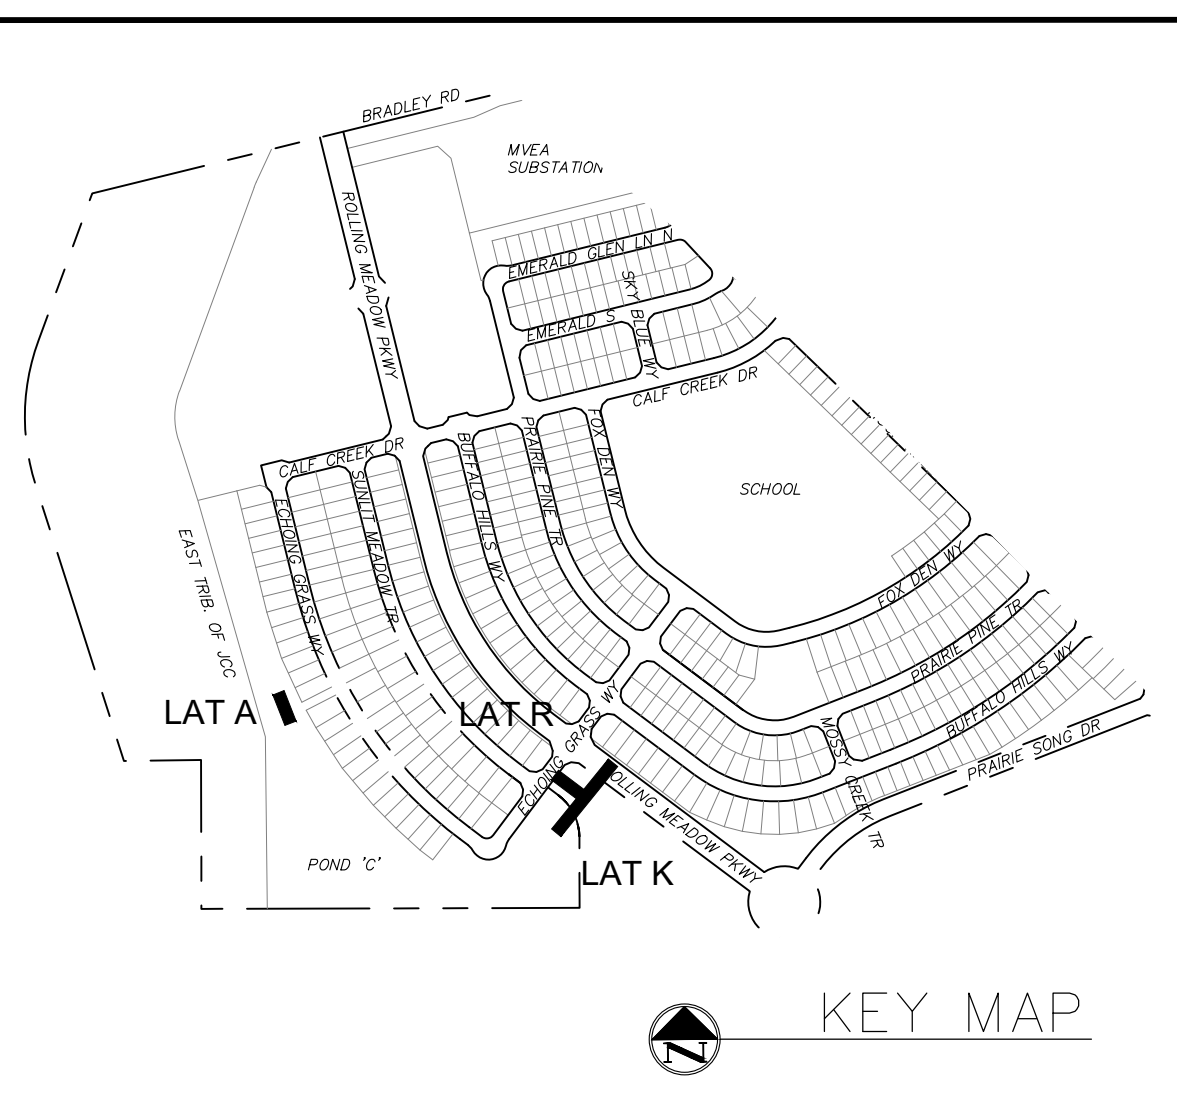 BRADLEY RD
MVEA
SUBSTATION
ROLLING MEADOW PKWY
EMERALD GLEN LN N
SKY BLUE WY
EMERALD S
CALF CREEK DR
CALF CREEK DR
FOX DEN WY
PRAIRIE PINE TR
BUFFALO HILLS WY
SUNLIT MEADOW TR
ECHOING GRASS WY
SCHOOL
EAST TRIB. OF JCC
FOX DEN WY
PRAIRIE PINE TR
BUFFALO HILLS WY
PRAIRIE SONG DR
MOSSY CREEK TR
LAT A
LAT R
ECHOING GRASS WY
ROLLING MEADOW PKWY
POND 'C'
LAT K
KEY MAP
N